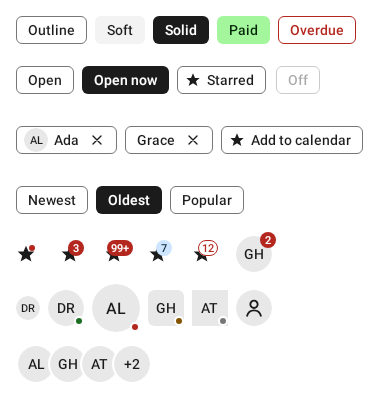 Outline Soft Solid Paid Overdue
Open Open now Starred Off
AL Ada Grace Add to calendar
Newest Oldest Popular
3 99+ 7 12 GH 2
DR DR AL GH AT
AL GH AT +2